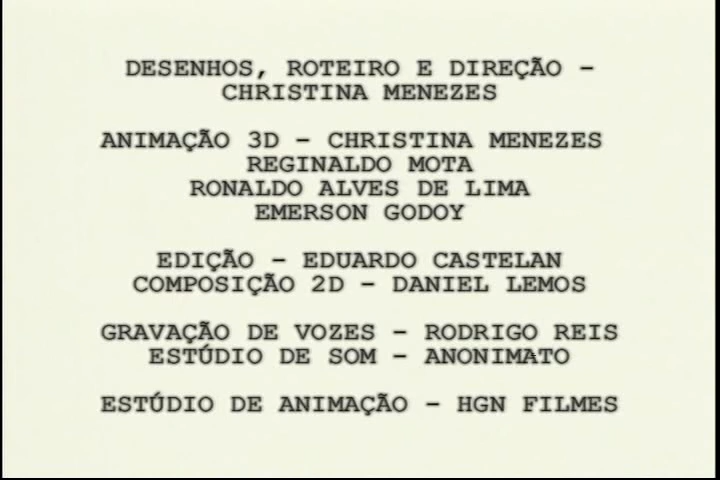 DESENHOS, ROTEIRO E DIREÇÃO -
CHRISTINA MENEZES
ANIMAÇÃO 3D - CHRISTINA MENEZES
REGINALDO MOTA
RONALDO ALVES DE LIMA
EMERSON GODOY
EDIÇÃO - EDUARDO CASTELAN
COMPOSIÇÃO 2D - DANIEL LEMOS
GRAVAÇÃO DE VOZES - RODRIGO REIS
ESTÚDIO DE SOM - ANONIMATO
ESTÚDIO DE ANIMAÇÃO - HGN FILMES